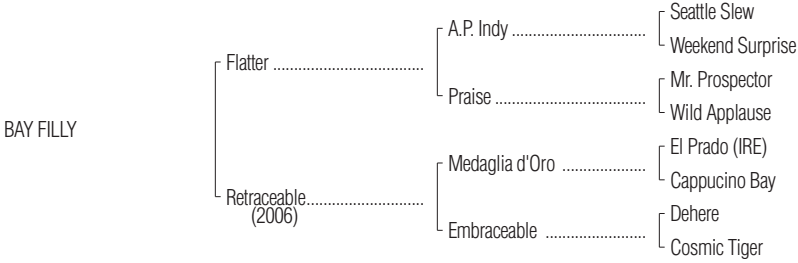 Seattle Slew
A.P. Indy ..................................
Weekend Surprise
Flatter ......................................
Mr. Prospector
Praise ......................................
Wild Applause
BAY FILLY
El Prado (IRE)
Medaglia d'Oro .....................
Cappucino Bay
Retraceable..............................
(2006)
Dehere
Embraceable .........................
Cosmic Tiger